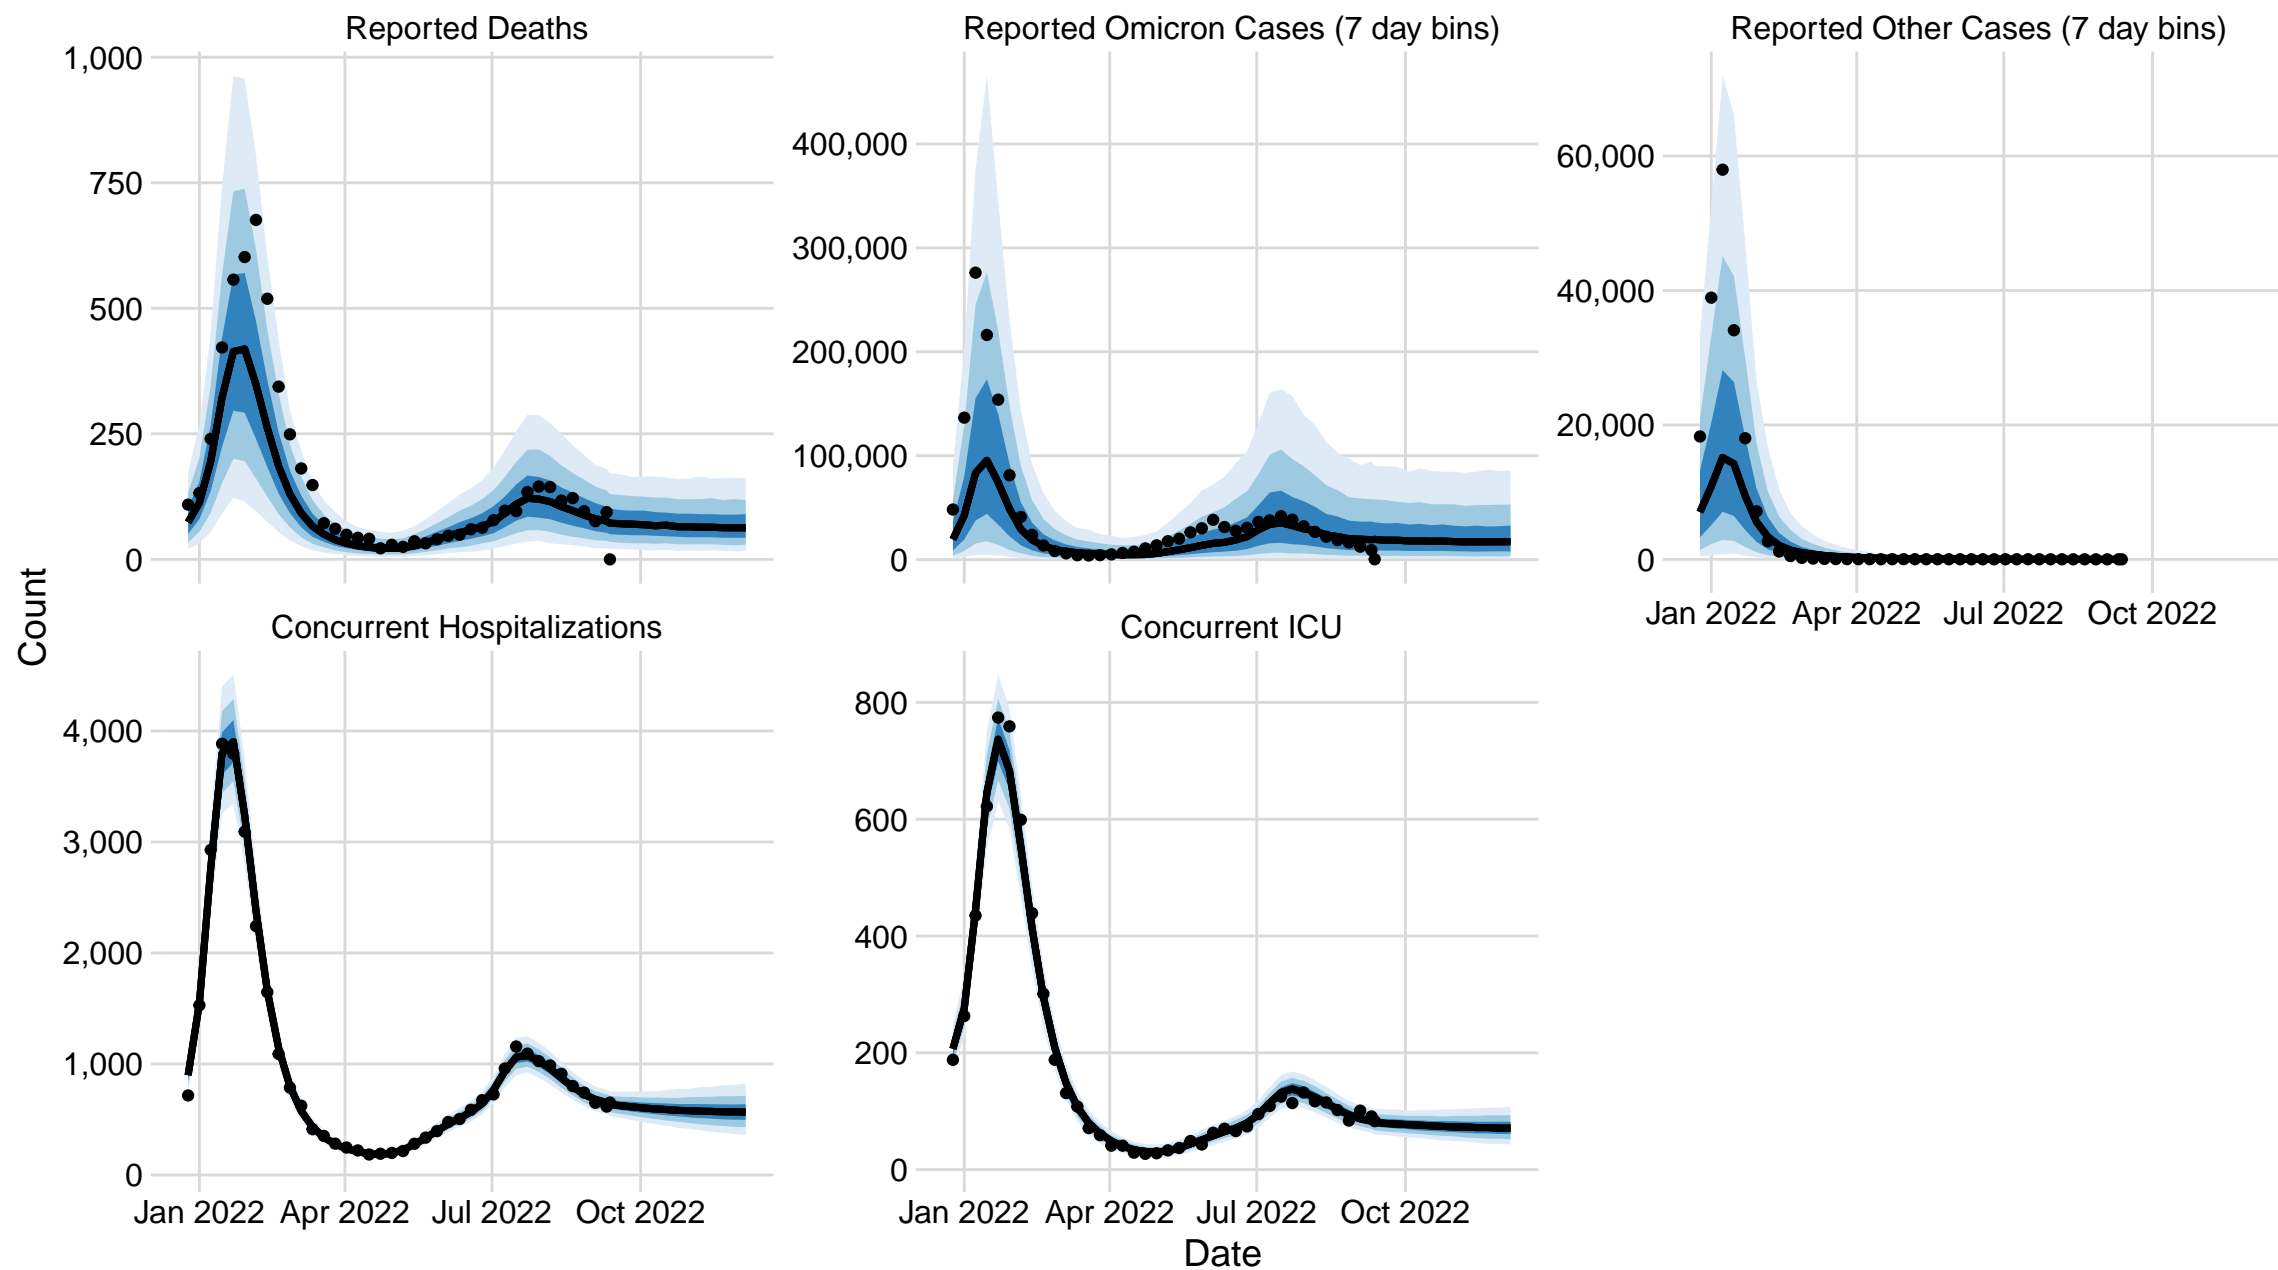 Reported Deaths
1,000
750
500
250
0
Reported Omicron Cases (7 day bins)
400,000
300,000
200,000
100,000
0
Reported Other Cases (7 day bins)
60,000
40,000
20,000
0
Jan 2022 Apr 2022 Jul 2022 Oct 2022
Count
Concurrent Hospitalizations
4,000
3,000
2,000
1,000
0
Jan 2022 Apr 2022 Jul 2022 Oct 2022
Concurrent ICU
800
600
400
200
0
Jan 2022 Apr 2022 Jul 2022 Oct 2022
Date